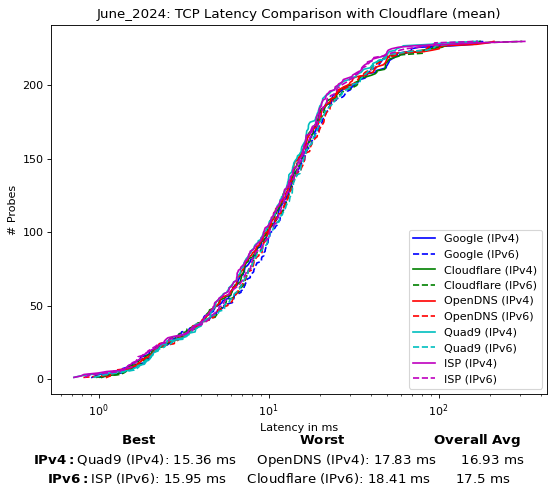 June_2024: TCP Latency Comparison with Cloudflare (mean)
# Probes
200
150
100
50
0
Google (IPv4)
Google (IPv6)
Cloudflare (IPv4)
Cloudflare (IPv6)
OpenDNS (IPv4)
OpenDNS (IPv6)
Quad9 (IPv4)
Quad9 (IPv6)
ISP (IPv4)
ISP (IPv6)
10⁰ 10¹ 10²
Latency in ms
Best Worst Overall Avg
IPv4: Quad9 (IPv4): 15.36 ms OpenDNS (IPv4): 17.83 ms 16.93 ms
IPv6: ISP (IPv6): 15.95 ms Cloudflare (IPv6): 18.41 ms 17.5 ms